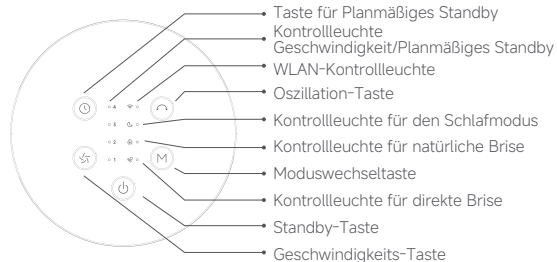 Taste für Planmäßiges Standby
Kontrollleuchte
Geschwindigkeit/Planmäßiges Standby
WLAN-Kontrollleuchte
Oszillation-Taste
4
3
Kontrollleuchte für den Schlafmodus
2
Kontrollleuchte für natürliche Brise
1
M
Moduswechseltaste
Kontrollleuchte für direkte Brise
Standby-Taste
Geschwindigkeits-Taste